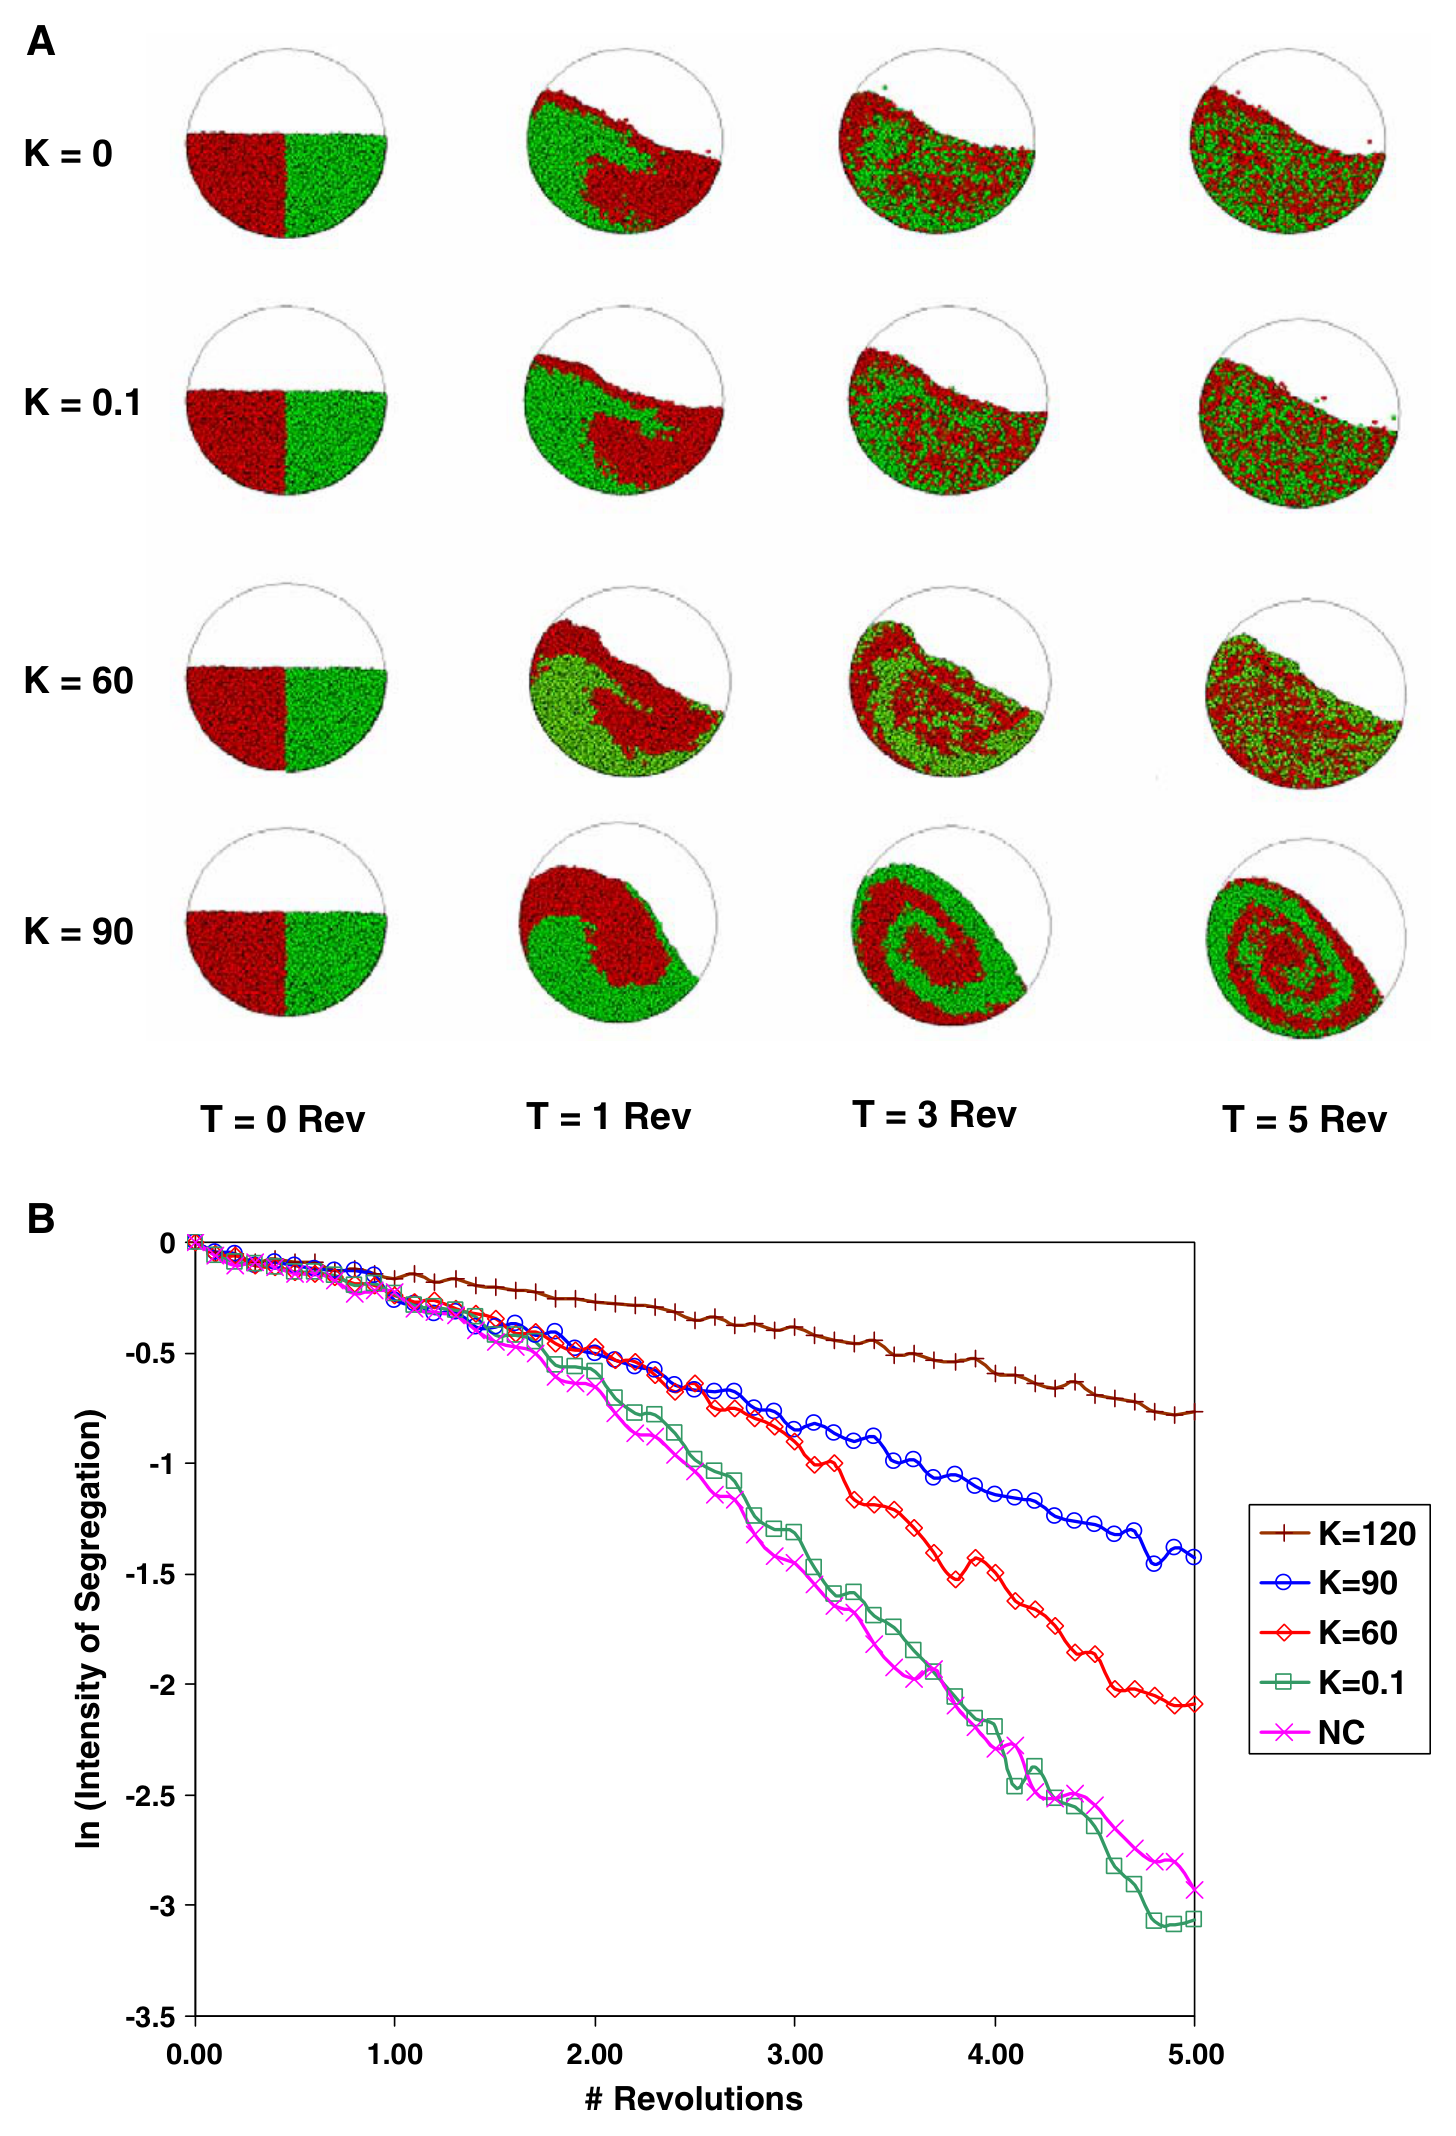 A
K = 0
K = 0.1
K = 60
K = 90
T = 0 Rev
T = 1 Rev
T = 3 Rev
T = 5 Rev
B
0
-0.5
-1
-1.5
-2
-2.5
-3
-3.5
ln (Intensity of Segregation)
0.00
1.00
2.00
3.00
4.00
5.00
# Revolutions
K=120
K=90
K=60
K=0.1
NC